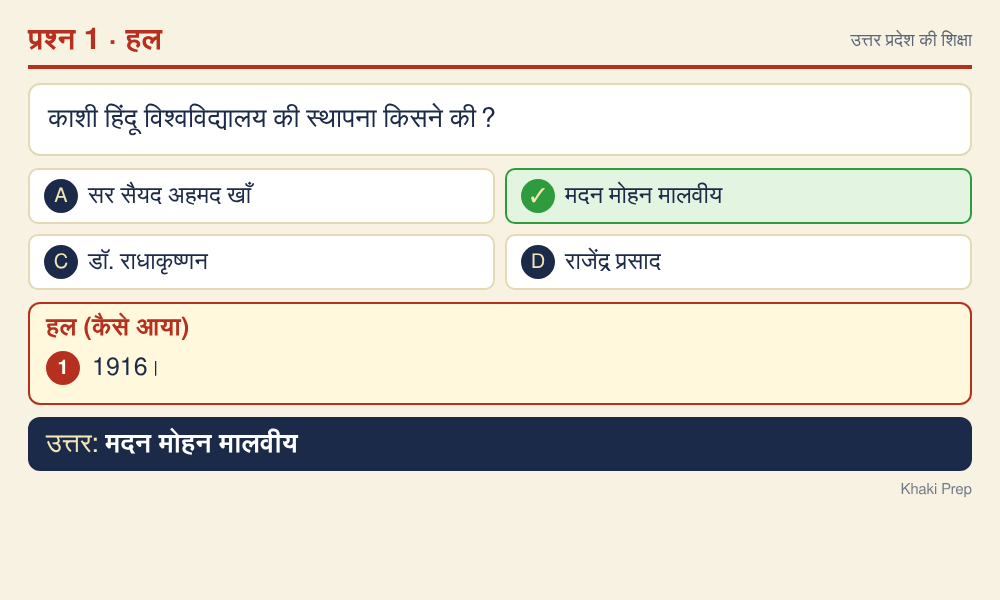 प्रश्न 1 · हल
उत्तर प्रदेश की शिक्षा
काशी हिंदू विश्वविद्यालय की स्थापना किसने की ?
A सर सैयद अहमद खाँ
✓ मदन मोहन मालवीय
C डॉ. राधाकृष्णन
D राजेंद्र प्रसाद
हल (कैसे आया)
1 1916।
उत्तर: मदन मोहन मालवीय
Khaki Prep